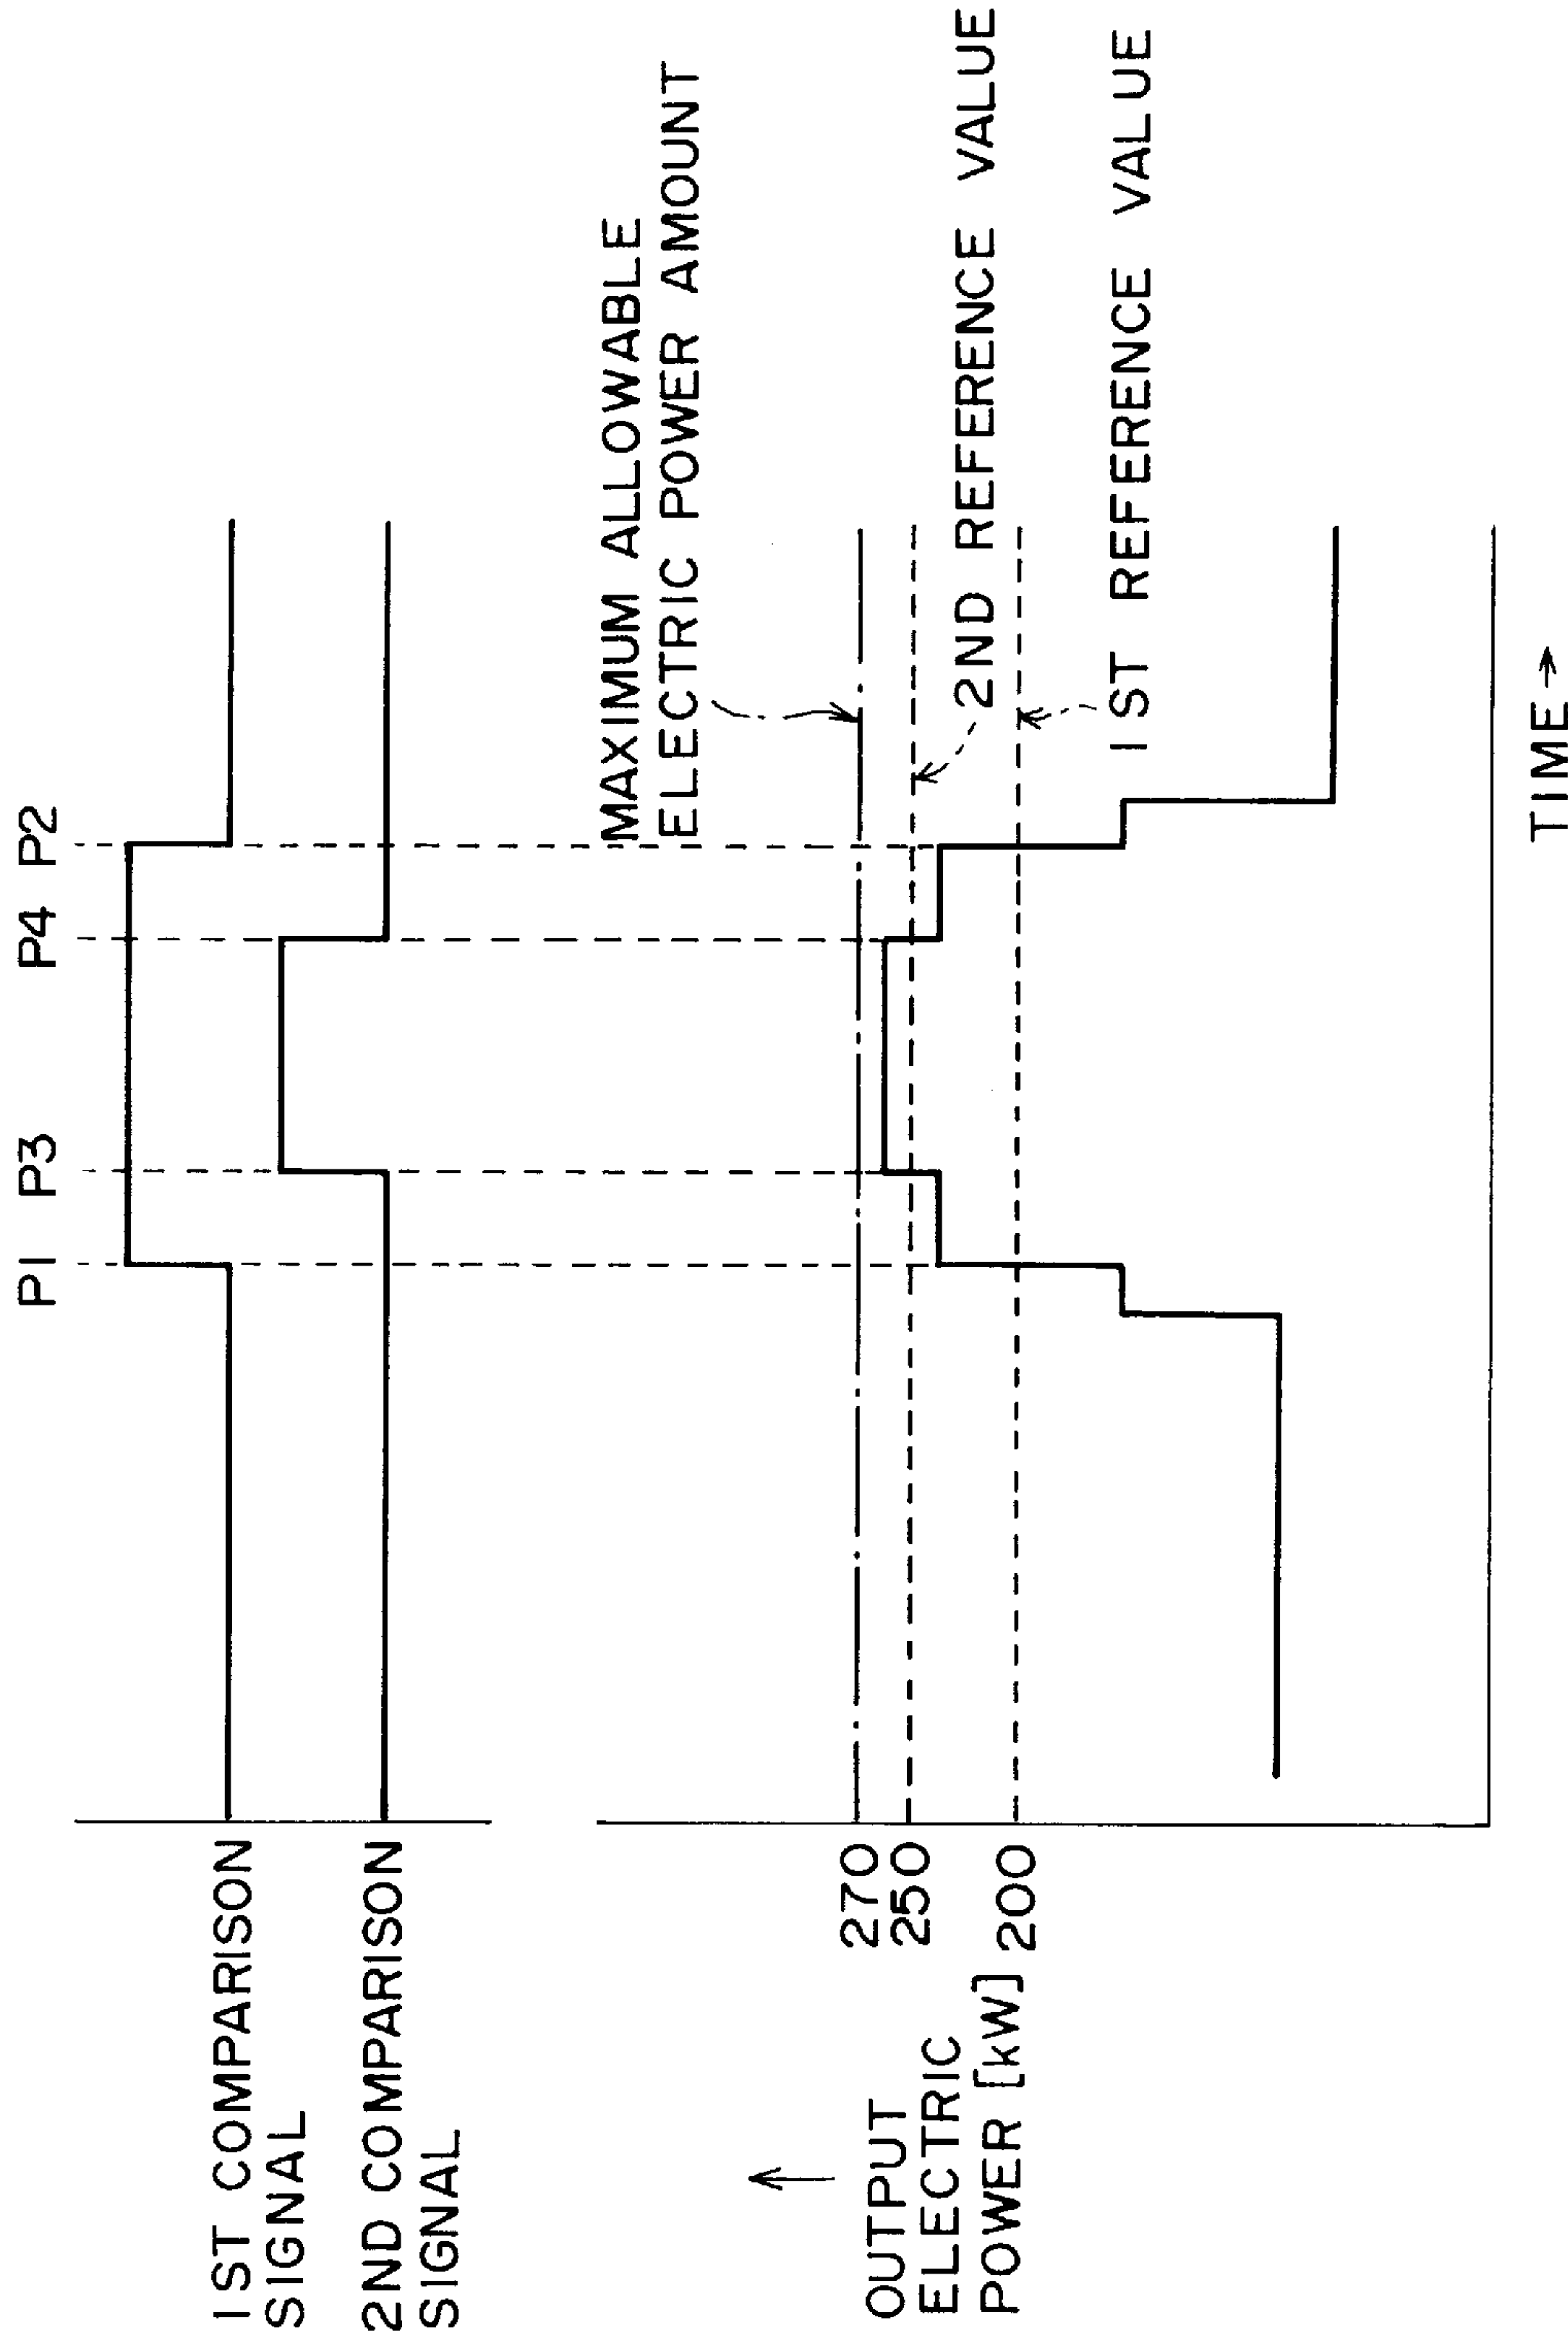 P1 P3 P4 P2
1ST COMPARISON
SIGNAL
2ND COMPARISON
SIGNAL
MAXIMUM ALLOWABLE
ELECTRIC POWER AMOUNT
270
250
200
OUTPUT
ELECTRIC
POWER [kW]
2ND REFERENCE VALUE
1ST REFERENCE VALUE
TIME →